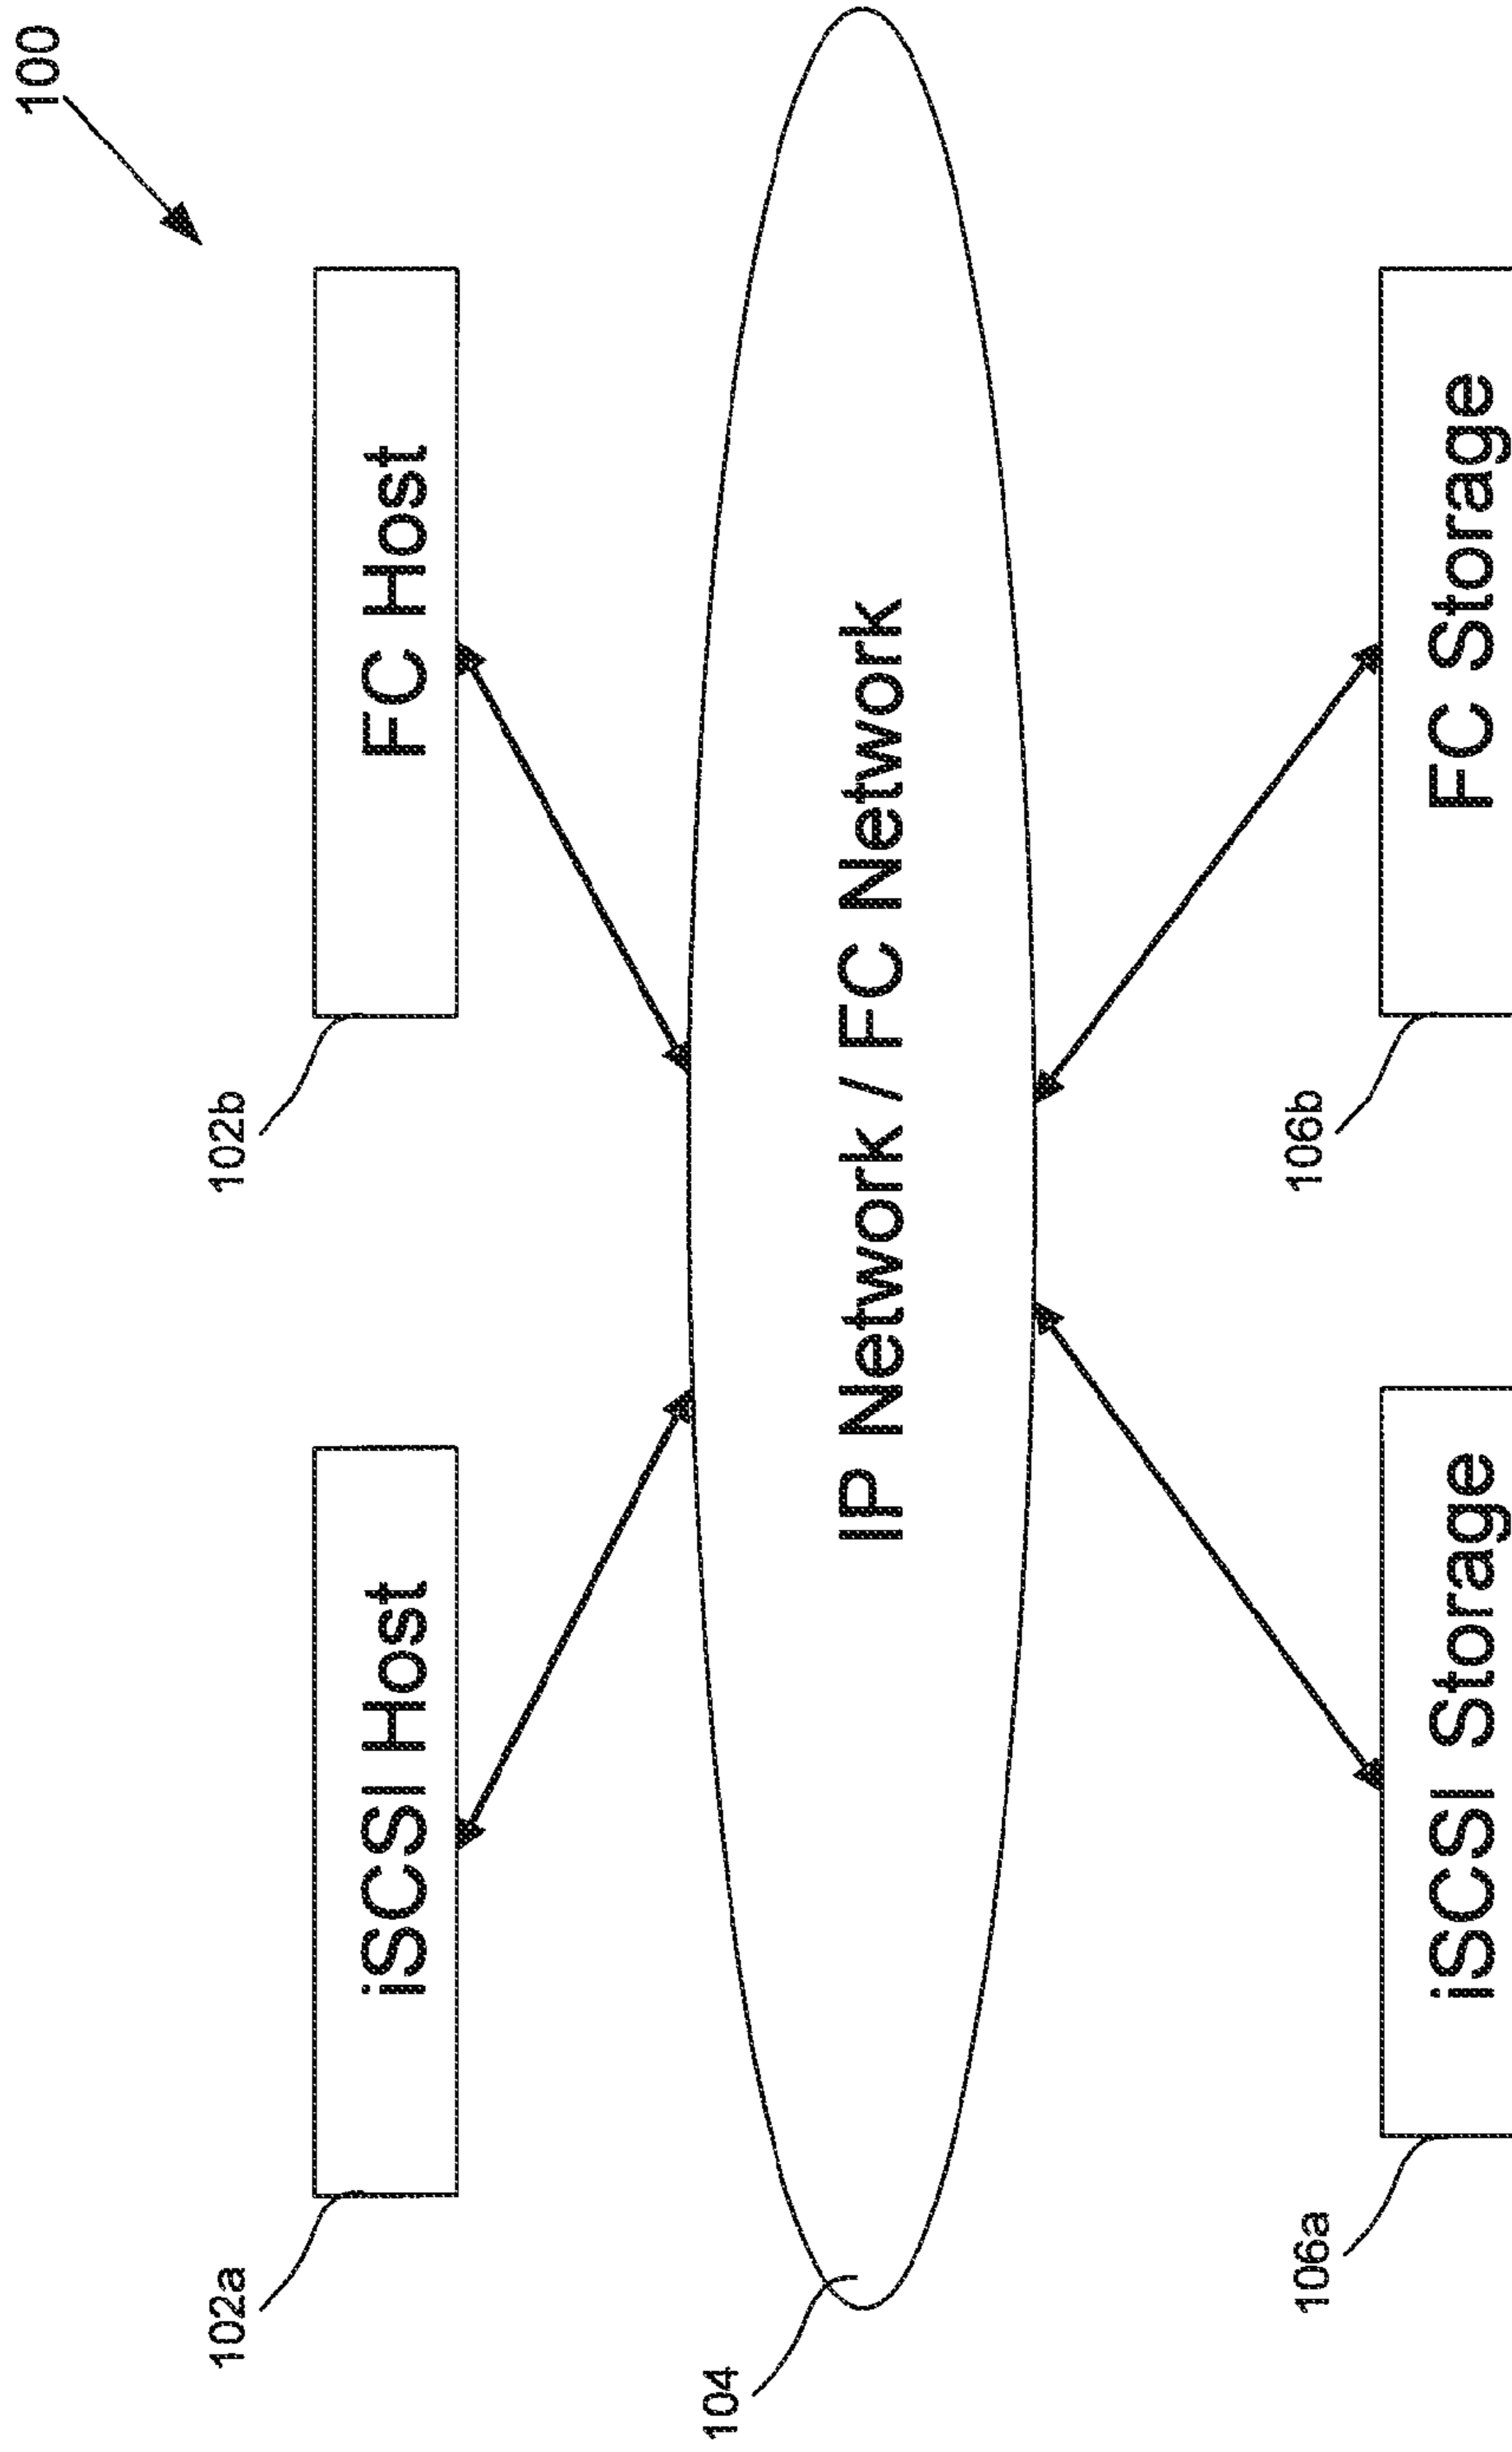 100
102a
iSCSI Host
102b
FC Host
104
IP Network / FC Network
106a
iSCSI Storage
106b
FC Storage